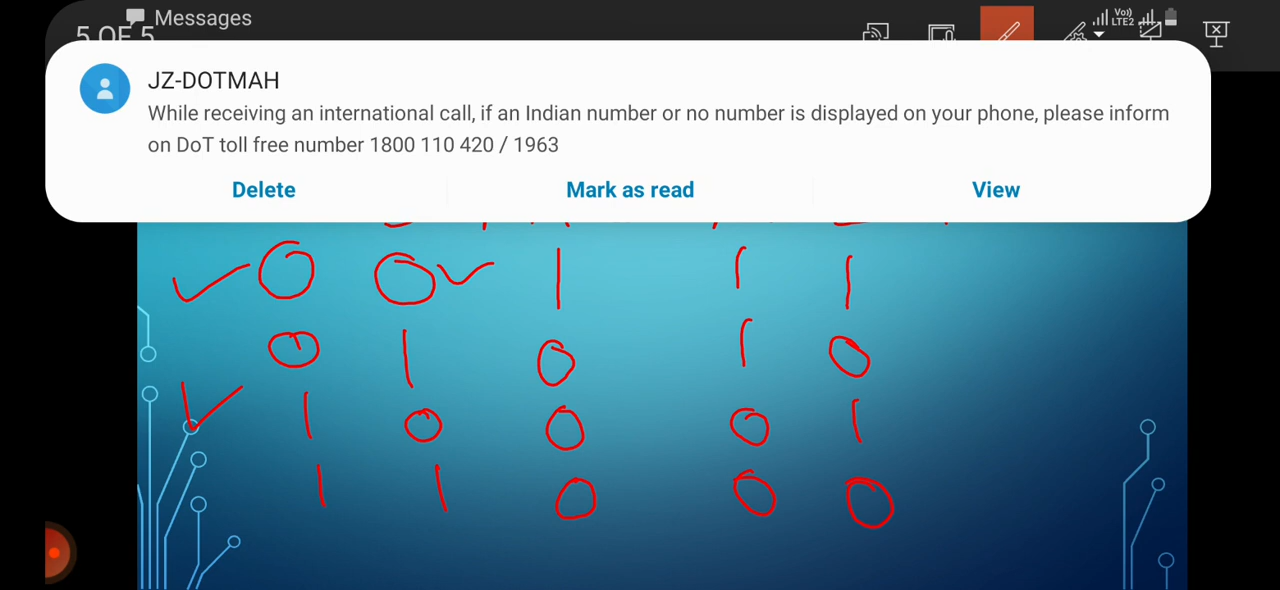 Messages
5 OF 5
Vo)) LTE2
JZ-DOTMAH
While receiving an international call, if an Indian number or no number is displayed on your phone, please inform
on DoT toll free number 1800 110 420 / 1963
Delete Mark as read View
0 0 1 1 1
0 1 0 1 0
1 0 0 0 1
1 1 0 0 0